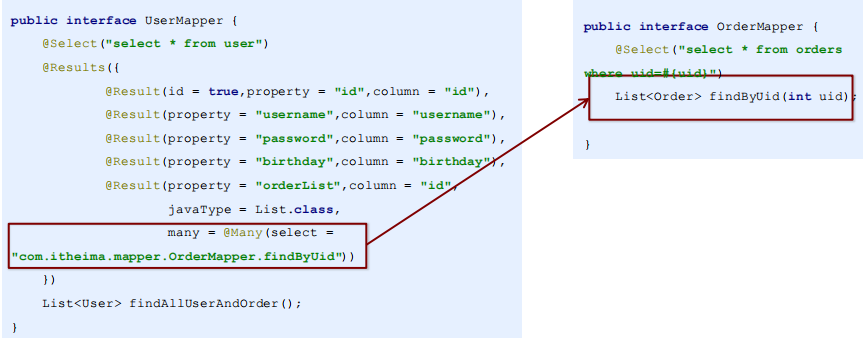 public interface UserMapper {
    @Select("select * from user")
    @Results({
            @Result(id = true,property = "id",column = "id"),
            @Result(property = "username",column = "username"),
            @Result(property = "password",column = "password"),
            @Result(property = "birthday",column = "birthday"),
            @Result(property = "orderList",column = "id",
                    javaType = List.class,
                    many = @Many(select =
"com.itheima.mapper.OrderMapper.findByUid"))
    })
    List<User> findAllUserAndOrder();
}
public interface OrderMapper {
    @Select("select * from orders
where uid=#{uid}")
    List<Order> findByUid(int uid);
}